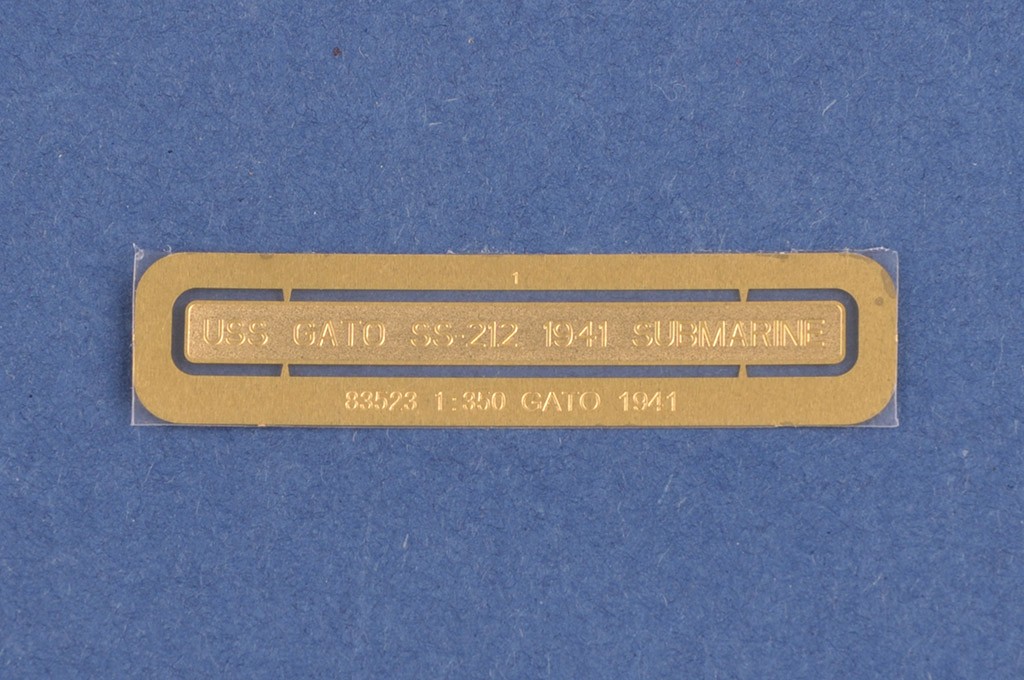 1
USS GATO SS-212 1941 SUBMARINE
83523 1:350 GATO 1941